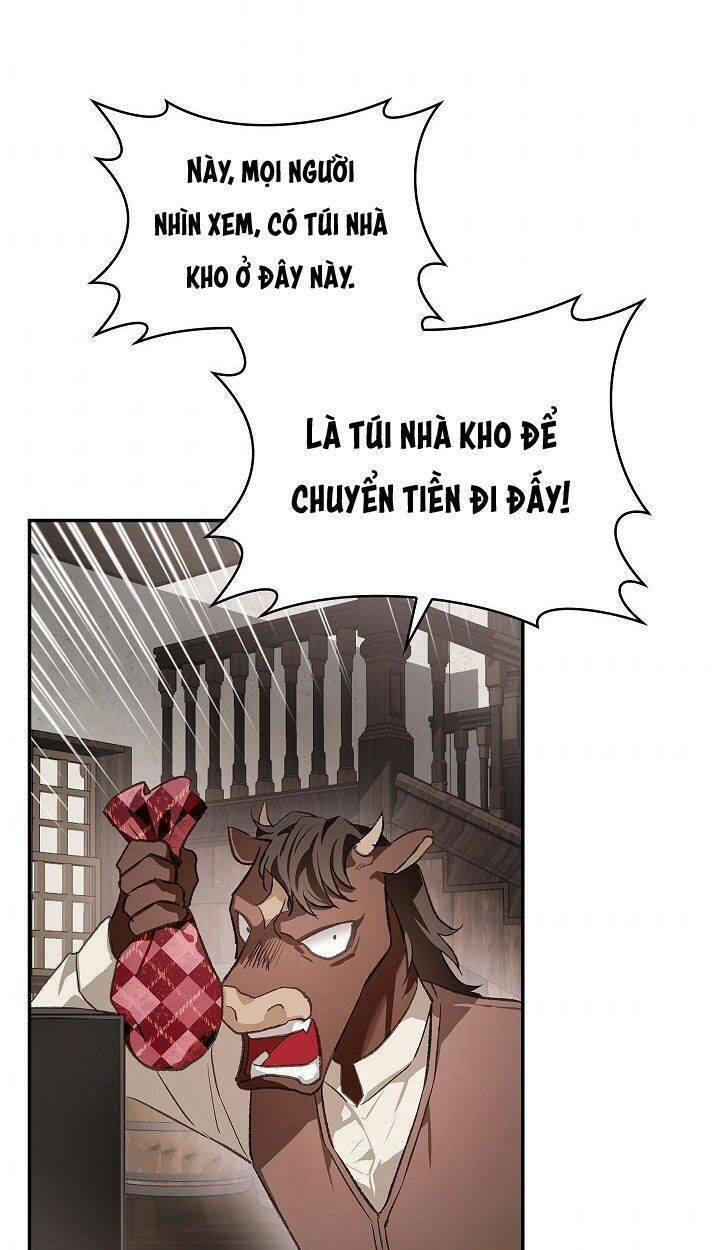 NÀY, MỌI NGƯỜI
NHÌN XEM, CÓ TÚI NHÀ
KHO Ở ĐÂY NÀY.
LÀ TÚI NHÀ KHO ĐỂ
CHUYỂN TIỀN ĐI ĐẤY!